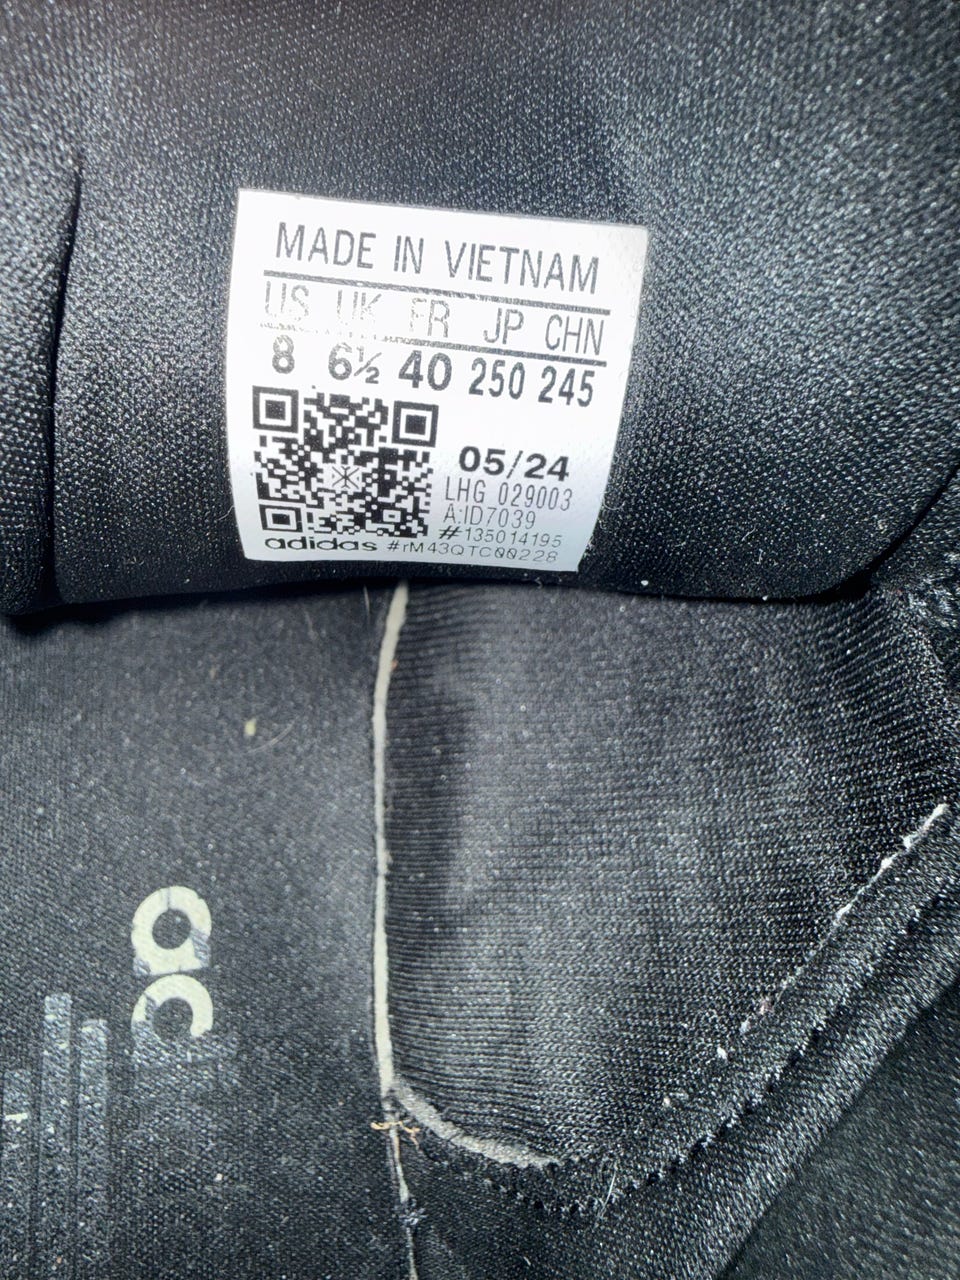 MADE IN VIETNAM
US UK FR JP CHN
8 6½ 40 250 245
05/24
LHG 029003
A:ID7039
#135014195
adidas #rM43QTC00228